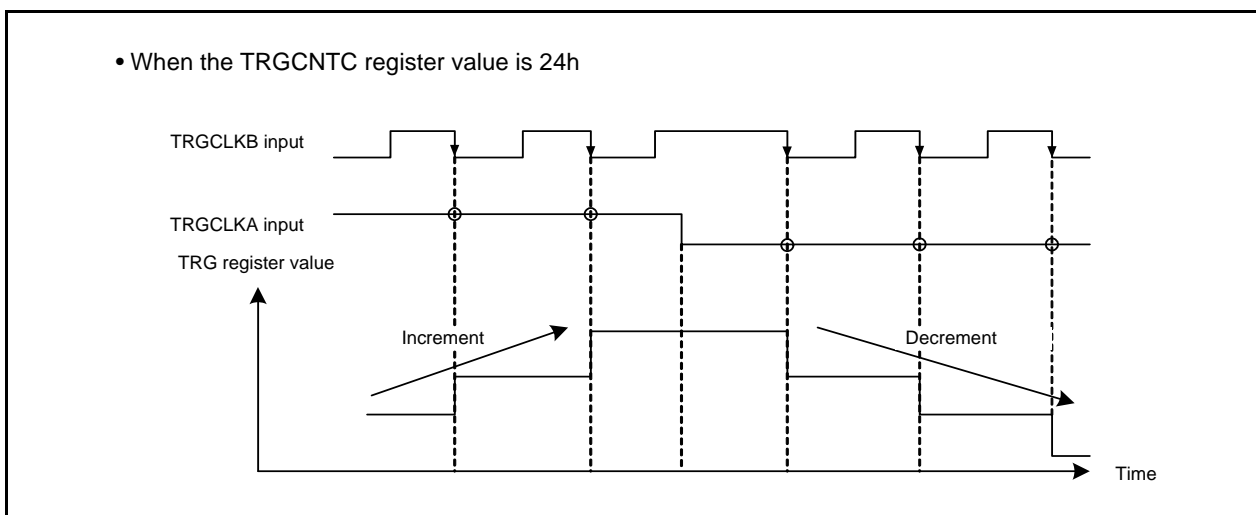 • When the TRGCNTC register value is 24h
TRGCLKB input
TRGCLKA input
TRG register value
Increment
Decrement
Time